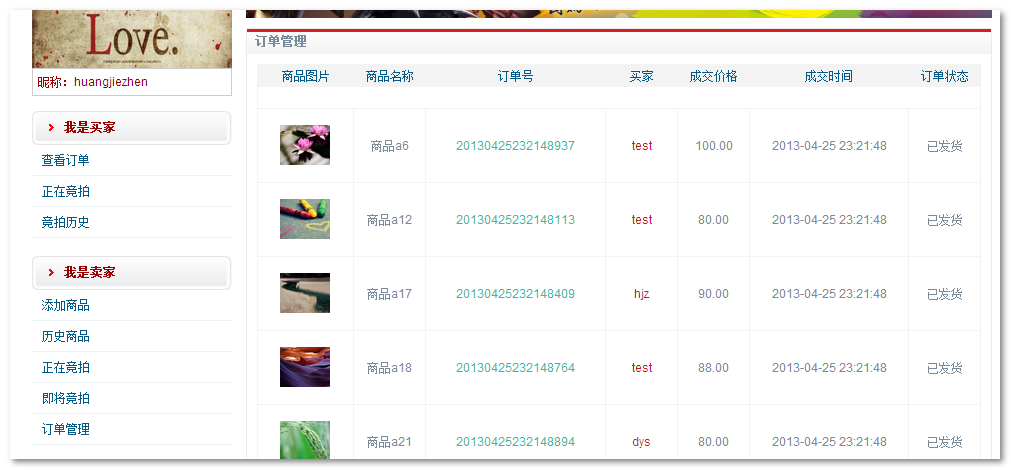 Love.
昵称：huangjiezhen
我是买家
查看订单
正在竞拍
竞拍历史
我是卖家
添加商品
历史商品
正在竞拍
即将竞拍
订单管理
订单管理
商品图片 商品名称 订单号 买家 成交价格 成交时间 订单状态
商品a6 20130425232148937 test 100.00 2013-04-25 23:21:48 已发货
商品a12 20130425232148113 test 80.00 2013-04-25 23:21:48 已发货
商品a17 20130425232148409 hjz 90.00 2013-04-25 23:21:48 已发货
商品a18 20130425232148764 test 88.00 2013-04-25 23:21:48 已发货
商品a21 20130425232148894 dys 80.00 2013-04-25 23:21:48 已发货